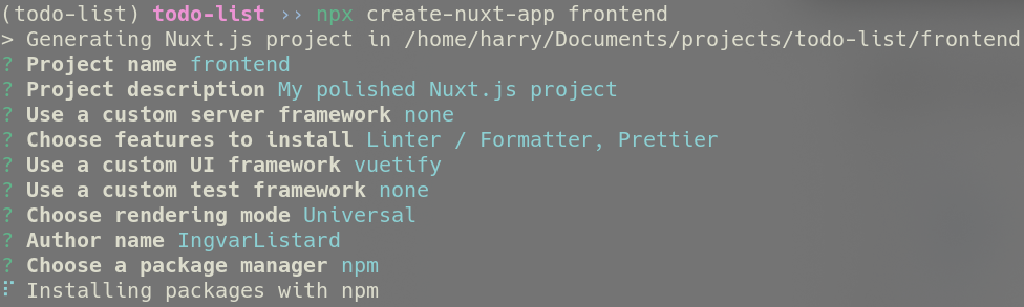 (todo-list) todo-list ›› npx create-nuxt-app frontend
> Generating Nuxt.js project in /home/harry/Documents/projects/todo-list/frontend
? Project name frontend
? Project description My polished Nuxt.js project
? Use a custom server framework none
? Choose features to install Linter / Formatter, Prettier
? Use a custom UI framework vuetify
? Use a custom test framework none
? Choose rendering mode Universal
? Author name IngvarListard
? Choose a package manager npm
⠏ Installing packages with npm